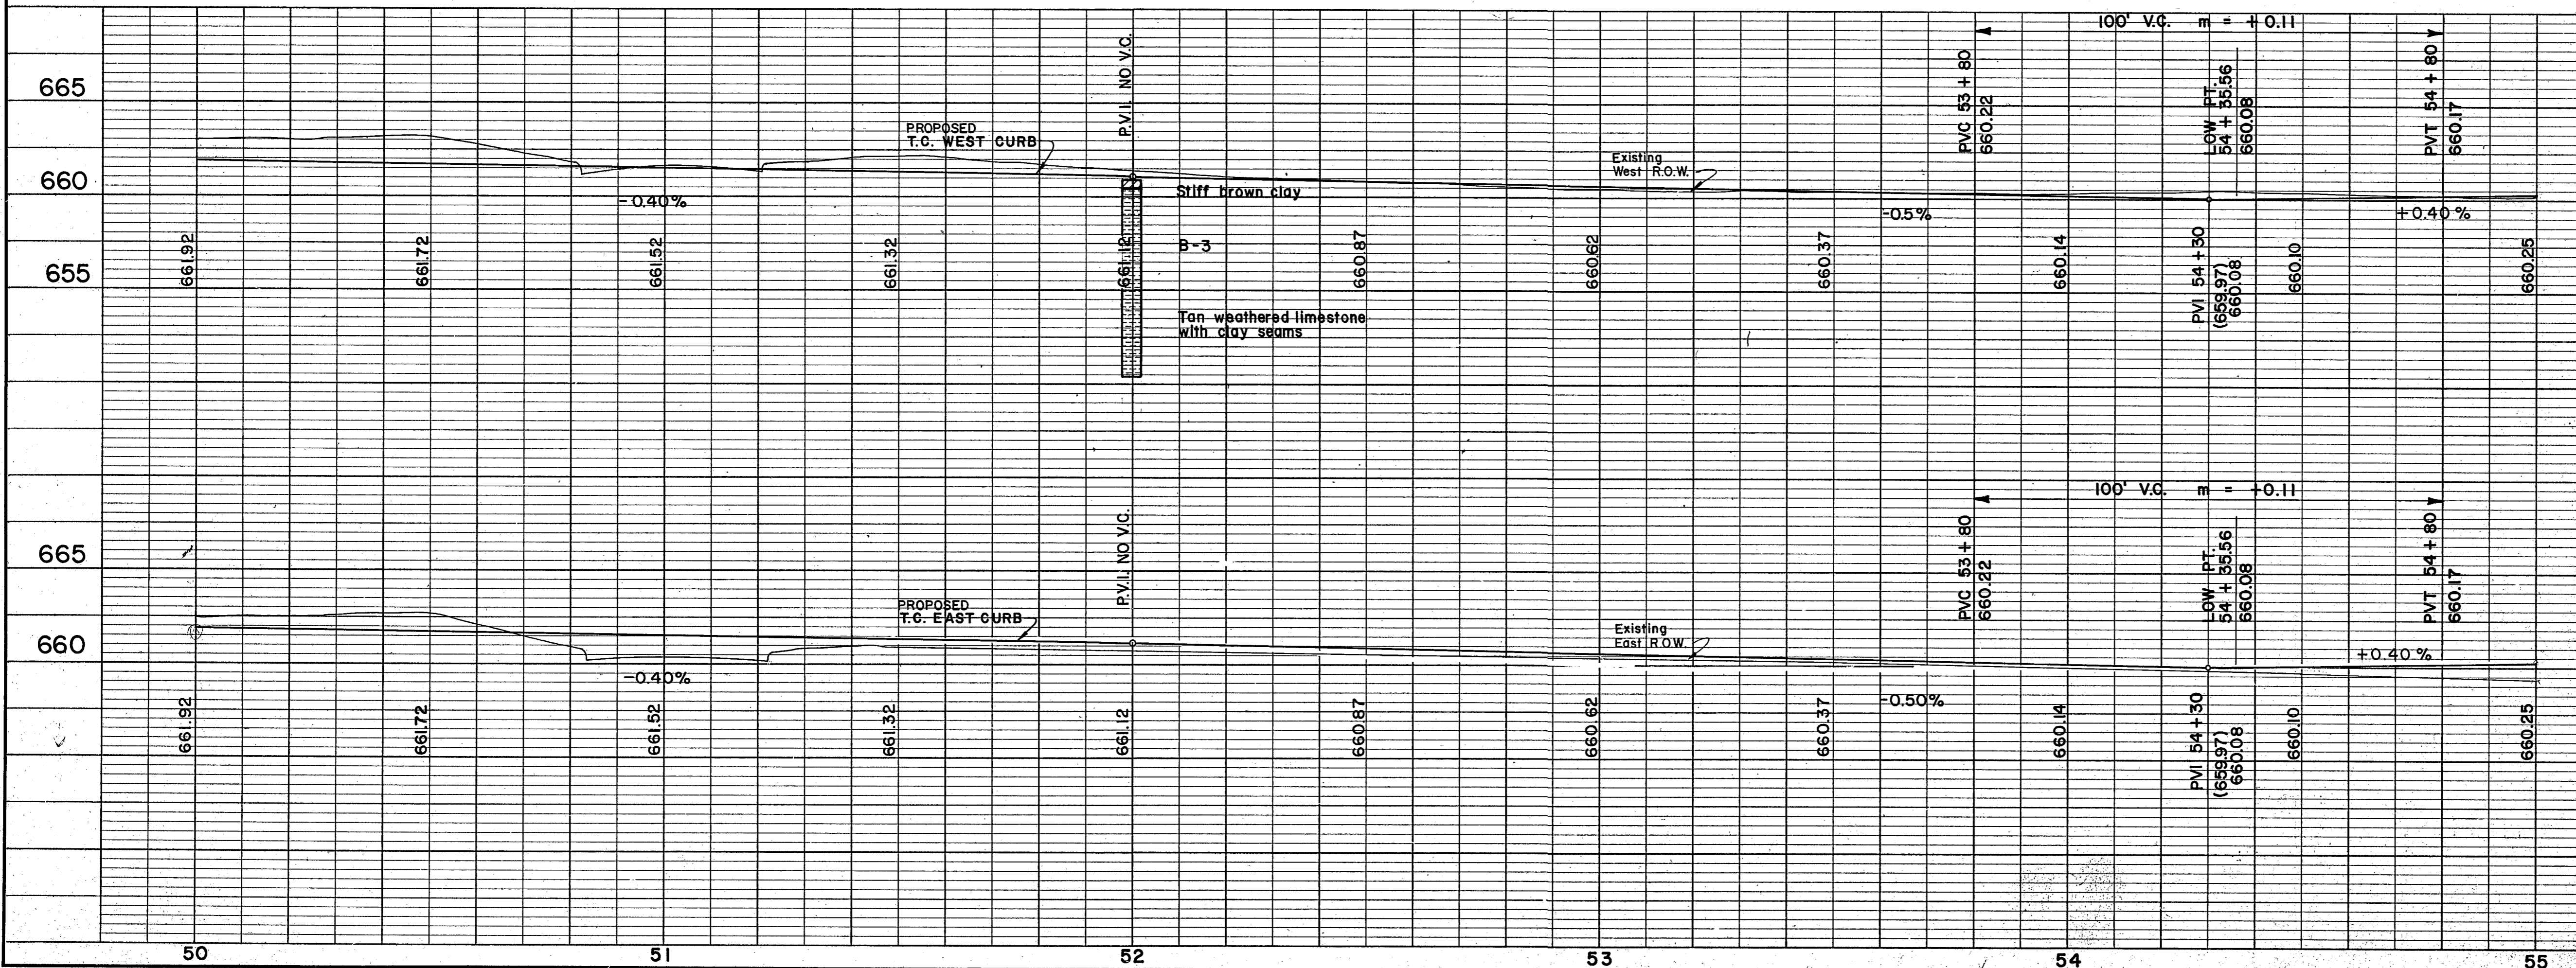 100' V.C. m = + 0.11
665
P.V.I. NO V.C.
PVC 53 + 80
660.22
LOW PT.
54 + 35.56
660.08
PVT 54 + 80
660.17
PROPOSED
T.C. WEST CURB
Existing
West R.O.W.
660
Stiff brown clay
-0.40%
-0.5%
+0.40%
655
661.92
661.72
661.52
661.32
661.12
B-3
660.87
660.62
660.37
660.14
PVI 54+30
(659.97)
660.08
660.10
660.25
Tan weathered limestone
with clay seams
100' V.C. m = +0.11
665
P.V.I. NO V.C.
PVC 53+80
660.22
LOW PT.
54 + 35.56
660.08
PVT 54+80
660.17
PROPOSED
T.C. EAST CURB
Existing
East R.O.W.
660
-0.40%
-0.50%
+0.40%
661.92
661.72
661.52
661.32
661.12
660.87
660.62
660.37
660.14
PVI 54+30
(659.97)
660.08
660.10
660.25
50 51 52 53 54 55